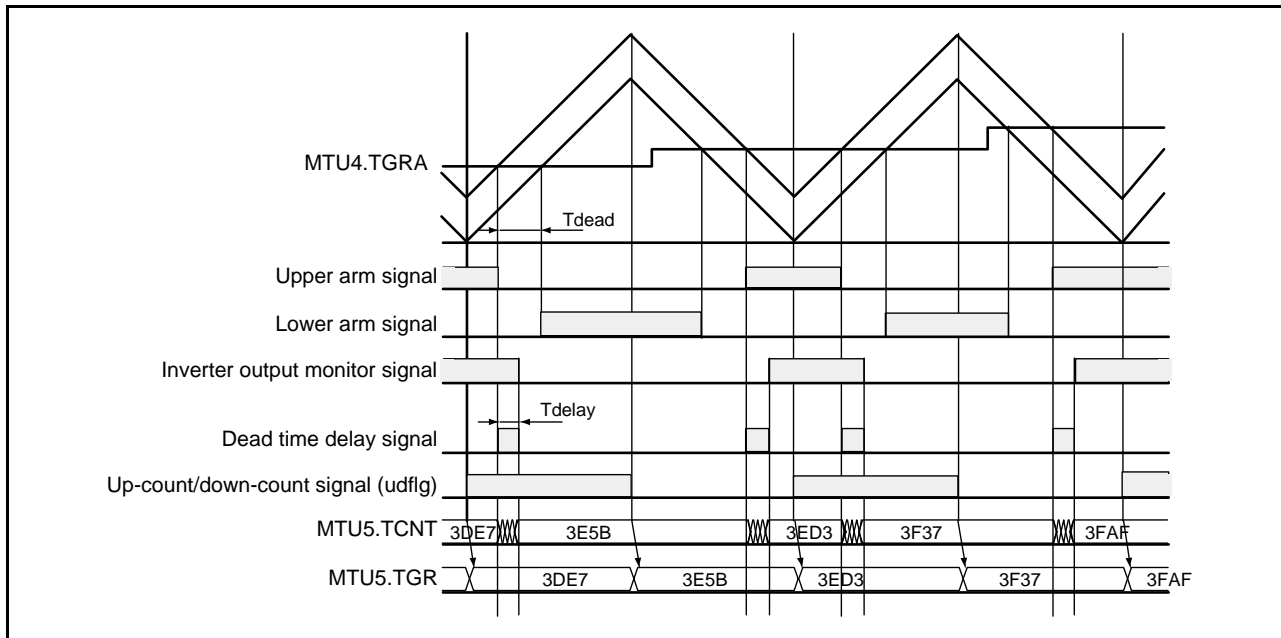 MTU4.TGRA
Tdead
Upper arm signal
Lower arm signal
Inverter output monitor signal
Tdelay
Dead time delay signal
Up-count/down-count signal (udflg)
MTU5.TCNT 3DE7 3E5B 3ED3 3F37 3FAF
MTU5.TGR 3DE7 3E5B 3ED3 3F37 3FAF